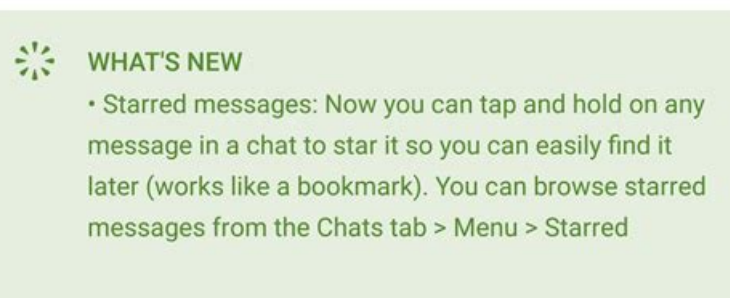 WHAT'S NEW
• Starred messages: Now you can tap and hold on any
message in a chat to star it so you can easily find it
later (works like a bookmark). You can browse starred
messages from the Chats tab > Menu > Starred